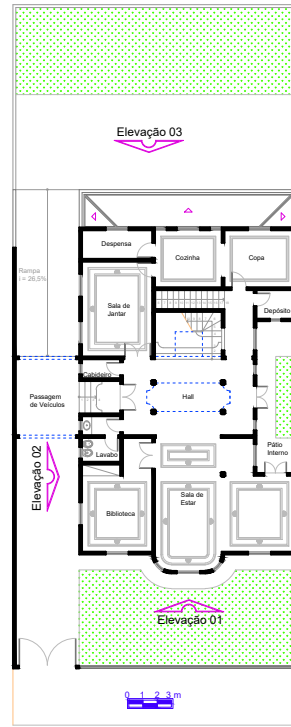 Elevação 03
Despensa
Cozinha
Copa
Rampa
i = 26,5%
Sala de
Jantar
Depósito
Cabideiro
Passagem
de Veículos
Hall
Pátio
Interno
Lavabo
Elevação 02
Sala de
Estar
Biblioteca
Elevação 01
0 1 2 3 m